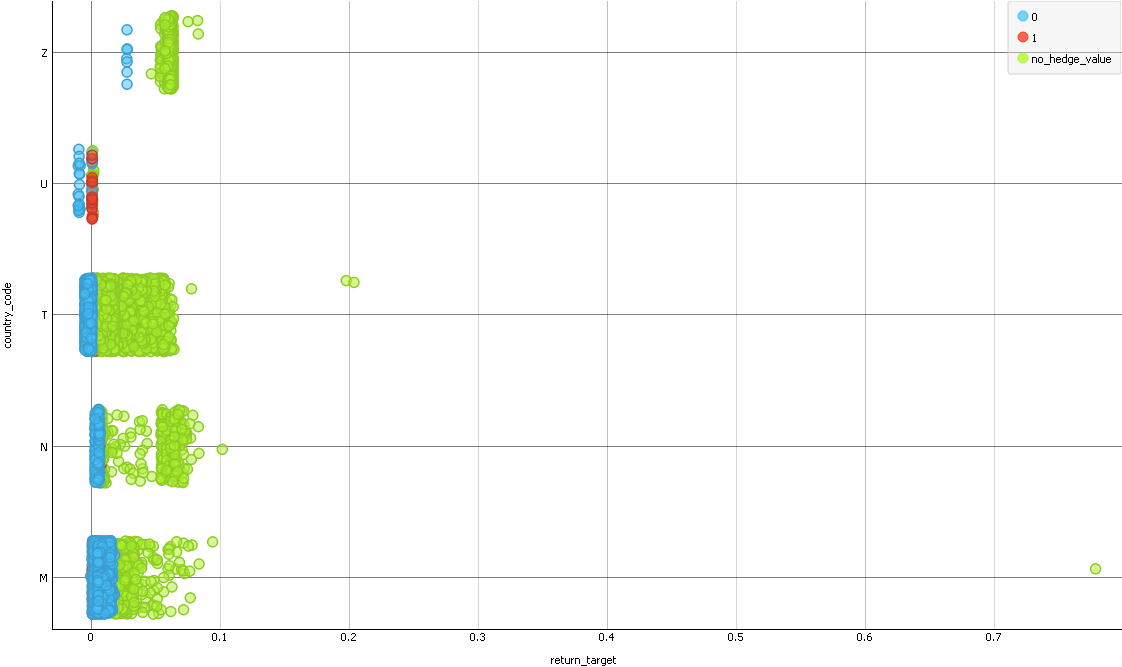 0
1
no_hedge_value
Z
U
T
N
M
country_code
0
0.1
0.2
0.3
0.4
0.5
0.6
0.7
return_target